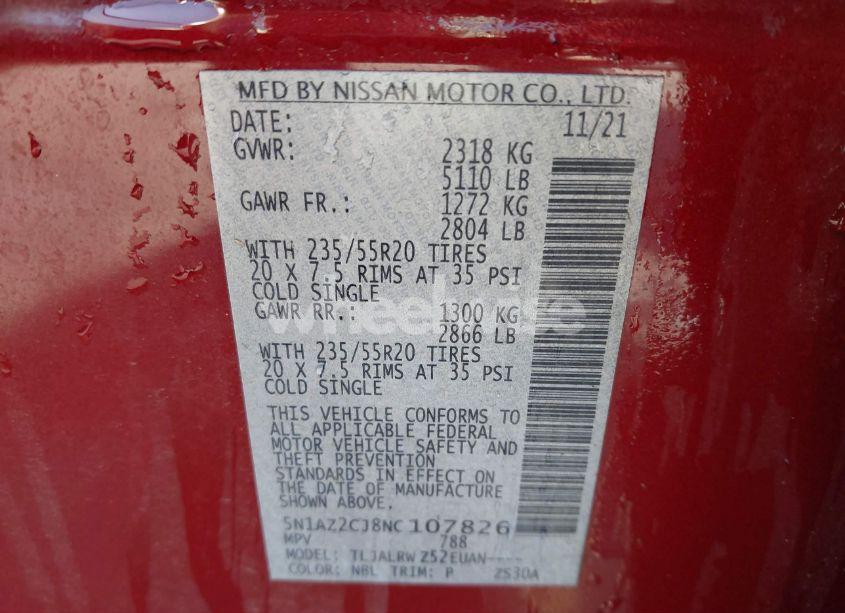 MFD BY NISSAN MOTOR CO., LTD.
DATE: 11/21
GVWR: 2318 KG
5110 LB
GAWR FR.: 1272 KG
2804 LB
WITH 235/55R20 TIRES
20 X 7.5 RIMS AT 35 PSI
COLD SINGLE
GAWR RR.: 1300 KG
2866 LB
WITH 235/55R20 TIRES
20 X 7.5 RIMS AT 35 PSI
COLD SINGLE
THIS VEHICLE CONFORMS TO
ALL APPLICABLE FEDERAL
MOTOR VEHICLE SAFETY AND
THEFT PREVENTION
STANDARDS IN EFFECT ON
THE DATE OF MANUFACTURE
SHOWN ABOVE.
5N1AZ2CJ8NC107826
MPV 788
MODEL: TLJALRW Z52EUAN----
COLOR: NBL TRIM: P ZS30A